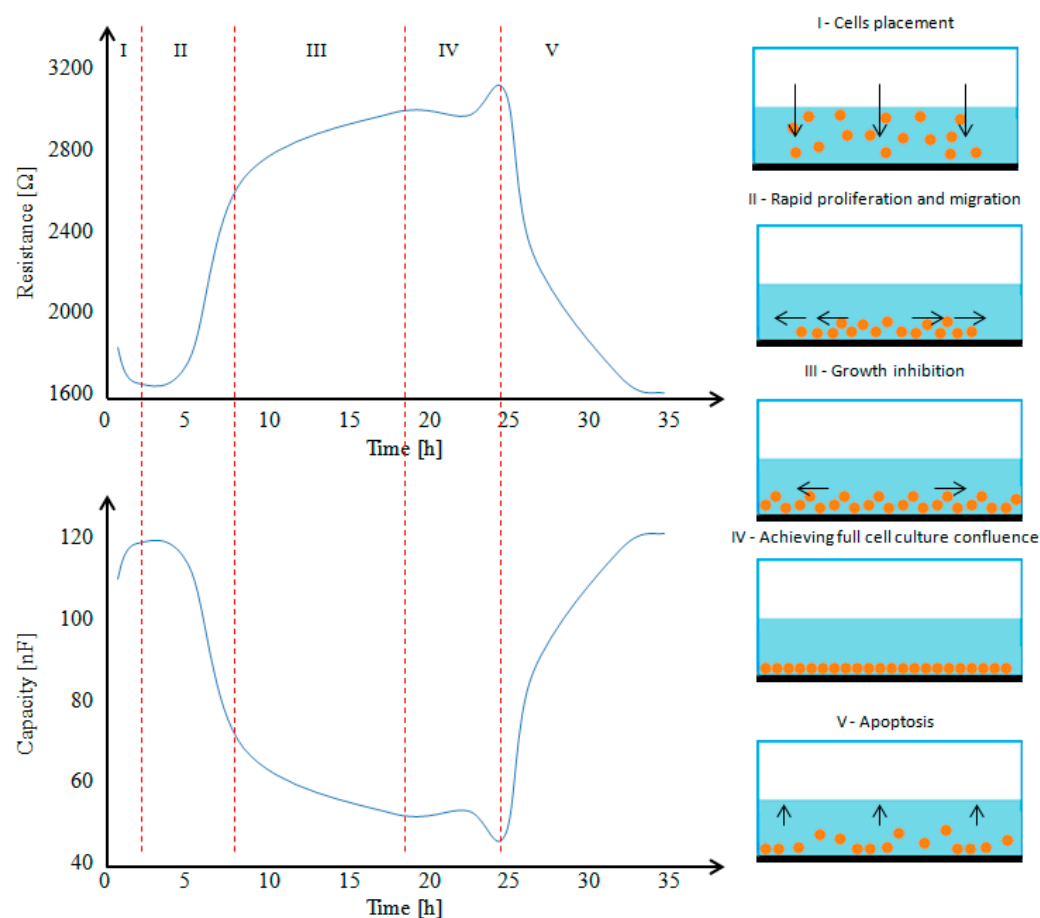 I II III IV V
3200
2800
2400
2000
1600
Resistance [Ω]
0 5 10 15 20 25 30 35
Time [h]
120
100
80
60
40
Capacity [nF]
0 5 10 15 20 25 30 35
Time [h]
I - Cells placement
II - Rapid proliferation and migration
III - Growth inhibition
IV - Achieving full cell culture confluence
V - Apoptosis